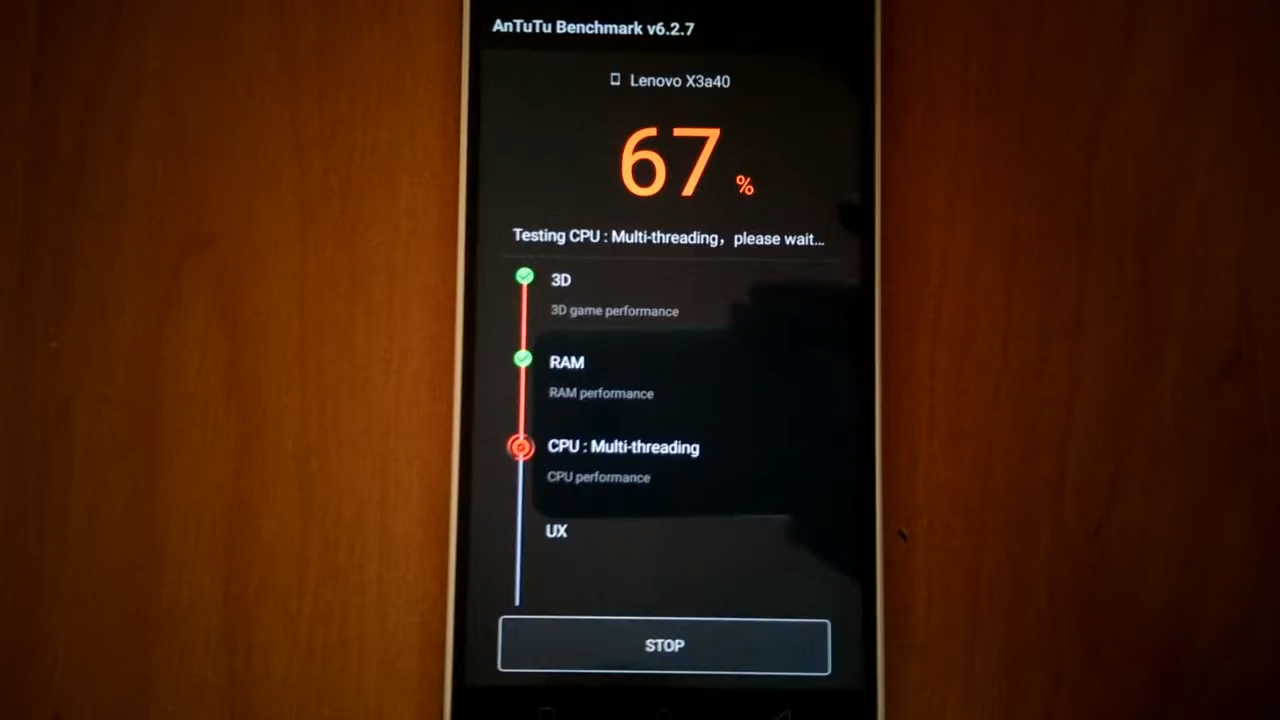 AnTuTu Benchmark v6.2.7
Lenovo X3a40
67 %
Testing CPU : Multi-threading，please wait...
3D
3D game performance
RAM
RAM performance
CPU : Multi-threading
CPU performance
UX
STOP